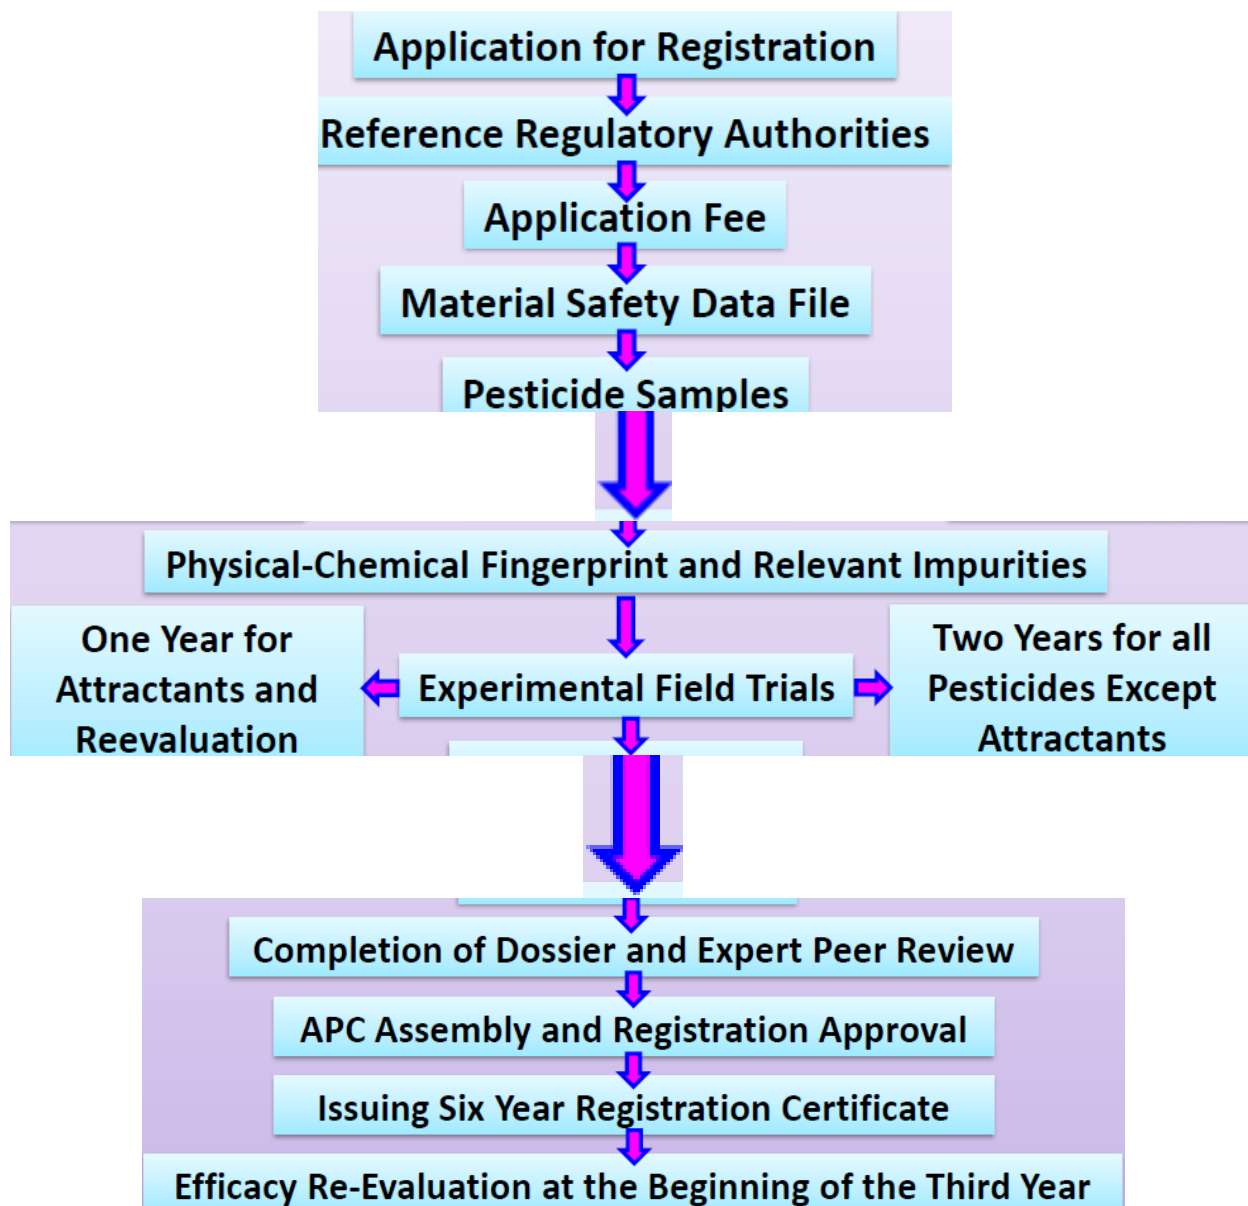 Application for Registration
Reference Regulatory Authorities
Application Fee
Material Safety Data File
Pesticide Samples
Physical-Chemical Fingerprint and Relevant Impurities
One Year for
Attractants and
Reevaluation
Experimental Field Trials
Two Years for all
Pesticides Except
Attractants
Completion of Dossier and Expert Peer Review
APC Assembly and Registration Approval
Issuing Six Year Registration Certificate
Efficacy Re-Evaluation at the Beginning of the Third Year